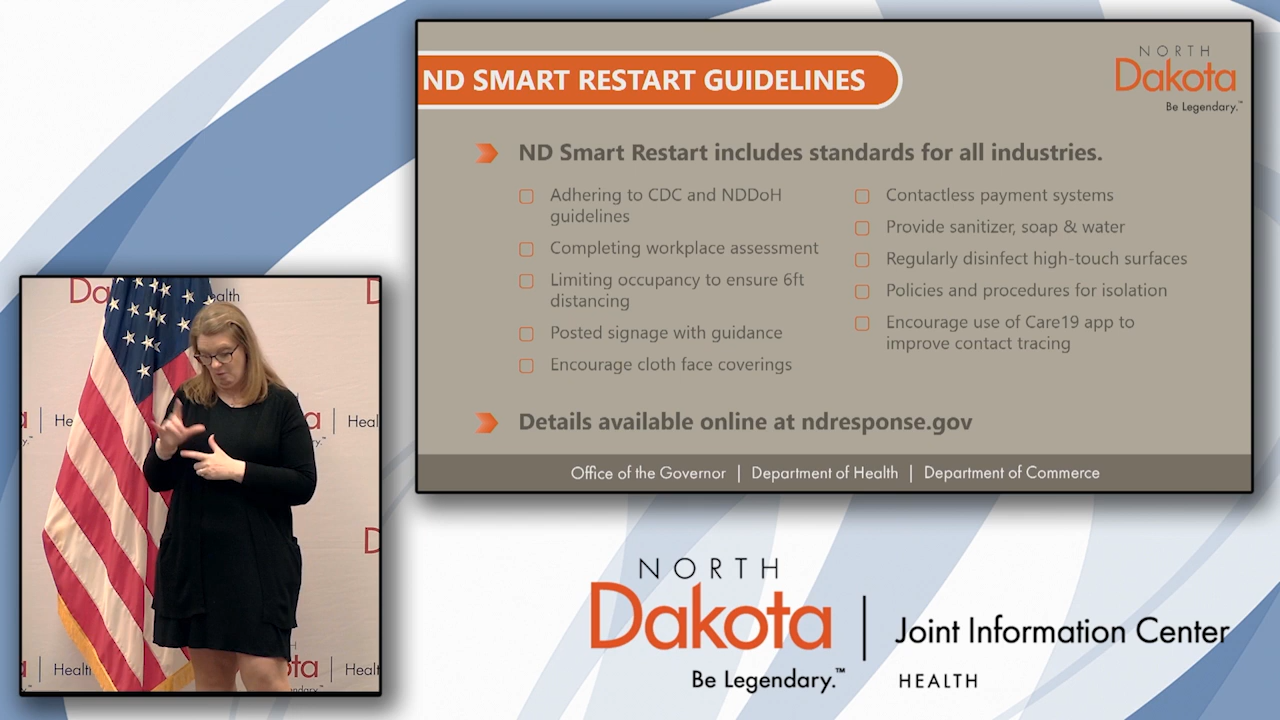 ND SMART RESTART GUIDELINES
NORTH
Dakota
Be Legendary.™
ND Smart Restart includes standards for all industries.
Adhering to CDC and NDDoH
guidelines
Completing workplace assessment
Limiting occupancy to ensure 6ft
distancing
Posted signage with guidance
Encourage cloth face coverings
Contactless payment systems
Provide sanitizer, soap & water
Regularly disinfect high-touch surfaces
Policies and procedures for isolation
Encourage use of Care19 app to
improve contact tracing
Details available online at ndresponse.gov
Office of the Governor | Department of Health | Department of Commerce
NORTH
Dakota | Joint Information Center
Be Legendary.™
HEALTH